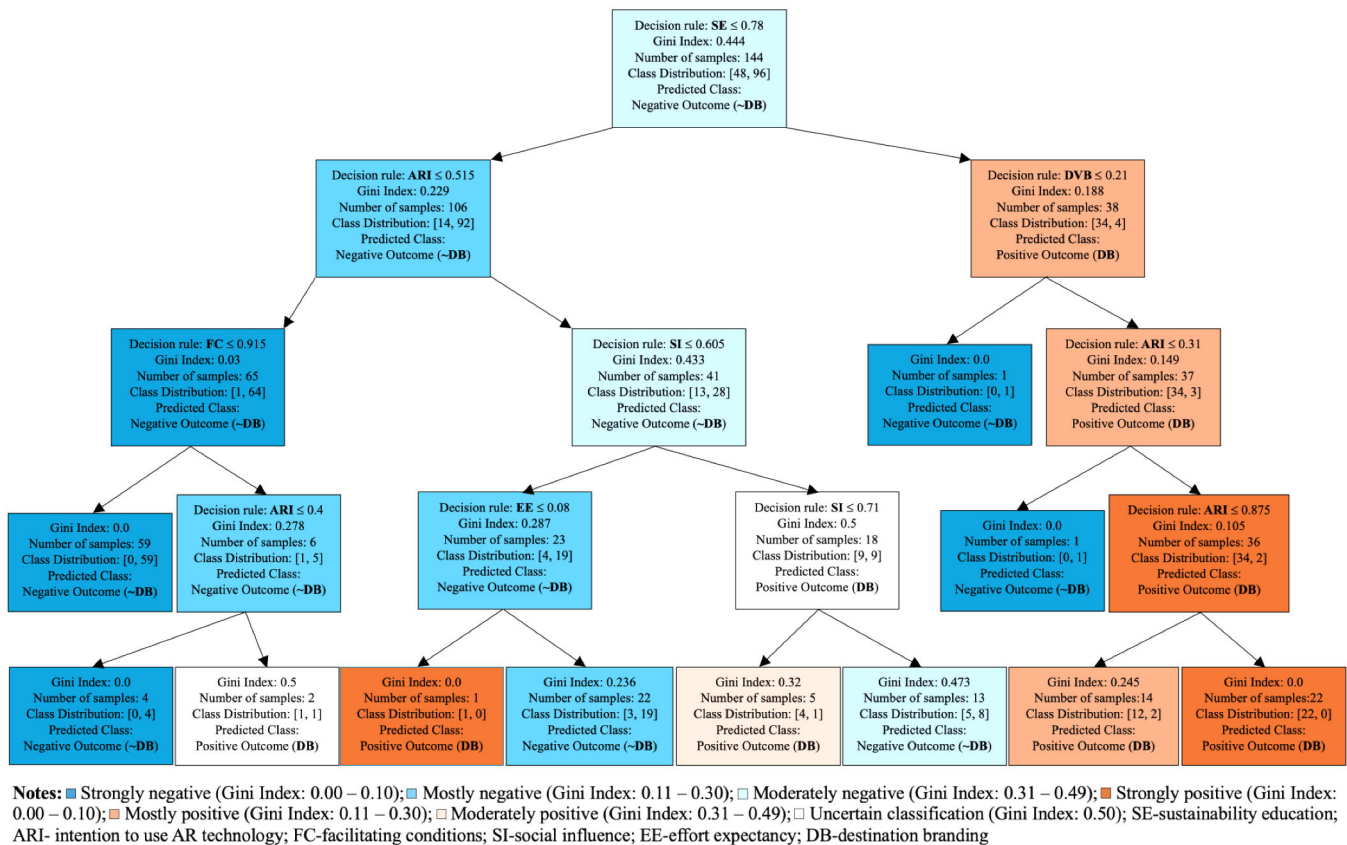 Decision rule: SE ≤ 0.78
Gini Index: 0.444
Number of samples: 144
Class Distribution: [48, 96]
Predicted Class:
Negative Outcome (~DB)
Decision rule: ARI ≤ 0.515
Gini Index: 0.229
Number of samples: 106
Class Distribution: [14, 92]
Predicted Class:
Negative Outcome (~DB)
Decision rule: DVB ≤ 0.21
Gini Index: 0.188
Number of samples: 38
Class Distribution: [34, 4]
Predicted Class:
Positive Outcome (DB)
Decision rule: FC ≤ 0.915
Gini Index: 0.03
Number of samples: 65
Class Distribution: [1, 64]
Predicted Class:
Negative Outcome (~DB)
Decision rule: SI ≤ 0.605
Gini Index: 0.433
Number of samples: 41
Class Distribution: [13, 28]
Predicted Class:
Negative Outcome (~DB)
Gini Index: 0.0
Number of samples: 1
Class Distribution: [0, 1]
Predicted Class:
Negative Outcome (~DB)
Decision rule: ARI ≤ 0.31
Gini Index: 0.149
Number of samples: 37
Class Distribution: [34, 3]
Predicted Class:
Positive Outcome (DB)
Gini Index: 0.0
Number of samples: 59
Class Distribution: [0, 59]
Predicted Class:
Negative Outcome (~DB)
Decision rule: ARI ≤ 0.4
Gini Index: 0.278
Number of samples: 6
Class Distribution: [1, 5]
Predicted Class:
Negative Outcome (~DB)
Decision rule: EE ≤ 0.08
Gini Index: 0.287
Number of samples: 23
Class Distribution: [4, 19]
Predicted Class:
Negative Outcome (~DB)
Decision rule: SI ≤ 0.71
Gini Index: 0.5
Number of samples: 18
Class Distribution: [9, 9]
Predicted Class:
Positive Outcome (DB)
Gini Index: 0.0
Number of samples: 1
Class Distribution: [0, 1]
Predicted Class:
Negative Outcome (~DB)
Decision rule: ARI ≤ 0.875
Gini Index: 0.105
Number of samples: 36
Class Distribution: [34, 2]
Predicted Class:
Positive Outcome (DB)
Gini Index: 0.0
Number of samples: 4
Class Distribution: [0, 4]
Predicted Class:
Negative Outcome (~DB)
Gini Index: 0.5
Number of samples: 2
Class Distribution: [1, 1]
Predicted Class:
Positive Outcome (DB)
Gini Index: 0.0
Number of samples: 1
Class Distribution: [1, 0]
Predicted Class:
Positive Outcome (DB)
Gini Index: 0.236
Number of samples: 22
Class Distribution: [3, 19]
Predicted Class:
Negative Outcome (~DB)
Gini Index: 0.32
Number of samples: 5
Class Distribution: [4, 1]
Predicted Class:
Positive Outcome (DB)
Gini Index: 0.473
Number of samples: 13
Class Distribution: [5, 8]
Predicted Class:
Negative Outcome (~DB)
Gini Index: 0.245
Number of samples:14
Class Distribution: [12, 2]
Predicted Class:
Positive Outcome (DB)
Gini Index: 0.0
Number of samples:22
Class Distribution: [22, 0]
Predicted Class:
Positive Outcome (DB)
Notes: Strongly negative (Gini Index: 0.00 – 0.10); Mostly negative (Gini Index: 0.11 – 0.30); Moderately negative (Gini Index: 0.31 – 0.49); Strongly positive (Gini Index:
0.00 – 0.10); Mostly positive (Gini Index: 0.11 – 0.30); Moderately positive (Gini Index: 0.31 – 0.49); Uncertain classification (Gini Index: 0.50); SE-sustainability education;
ARI- intention to use AR technology; FC-facilitating conditions; SI-social influence; EE-effort expectancy; DB-destination branding